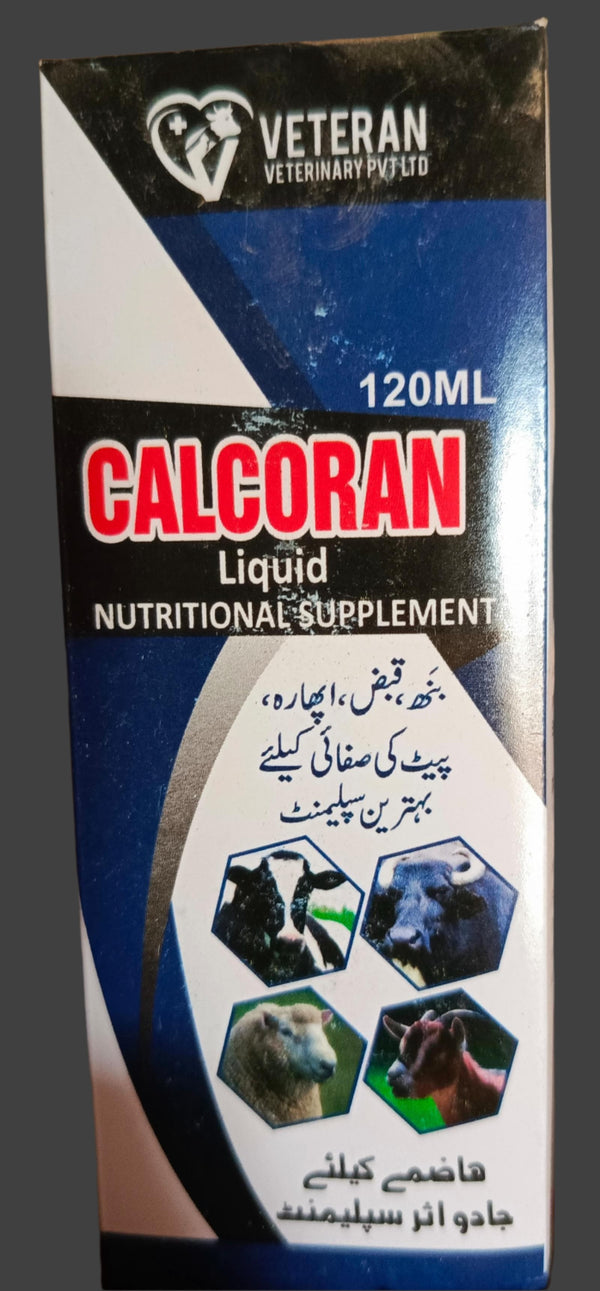 VETERAN
VETERINARY PVT LTD
120ML
CALCORAN
Liquid
NUTRITIONAL SUPPLEMENT
بَنھ، قبض، اپھارہ،
پیٹ کی صفائی کیلئے
بہترین سپلیمنٹ
ھاضمے کیلئے
جادو اثر سپلیمنٹ